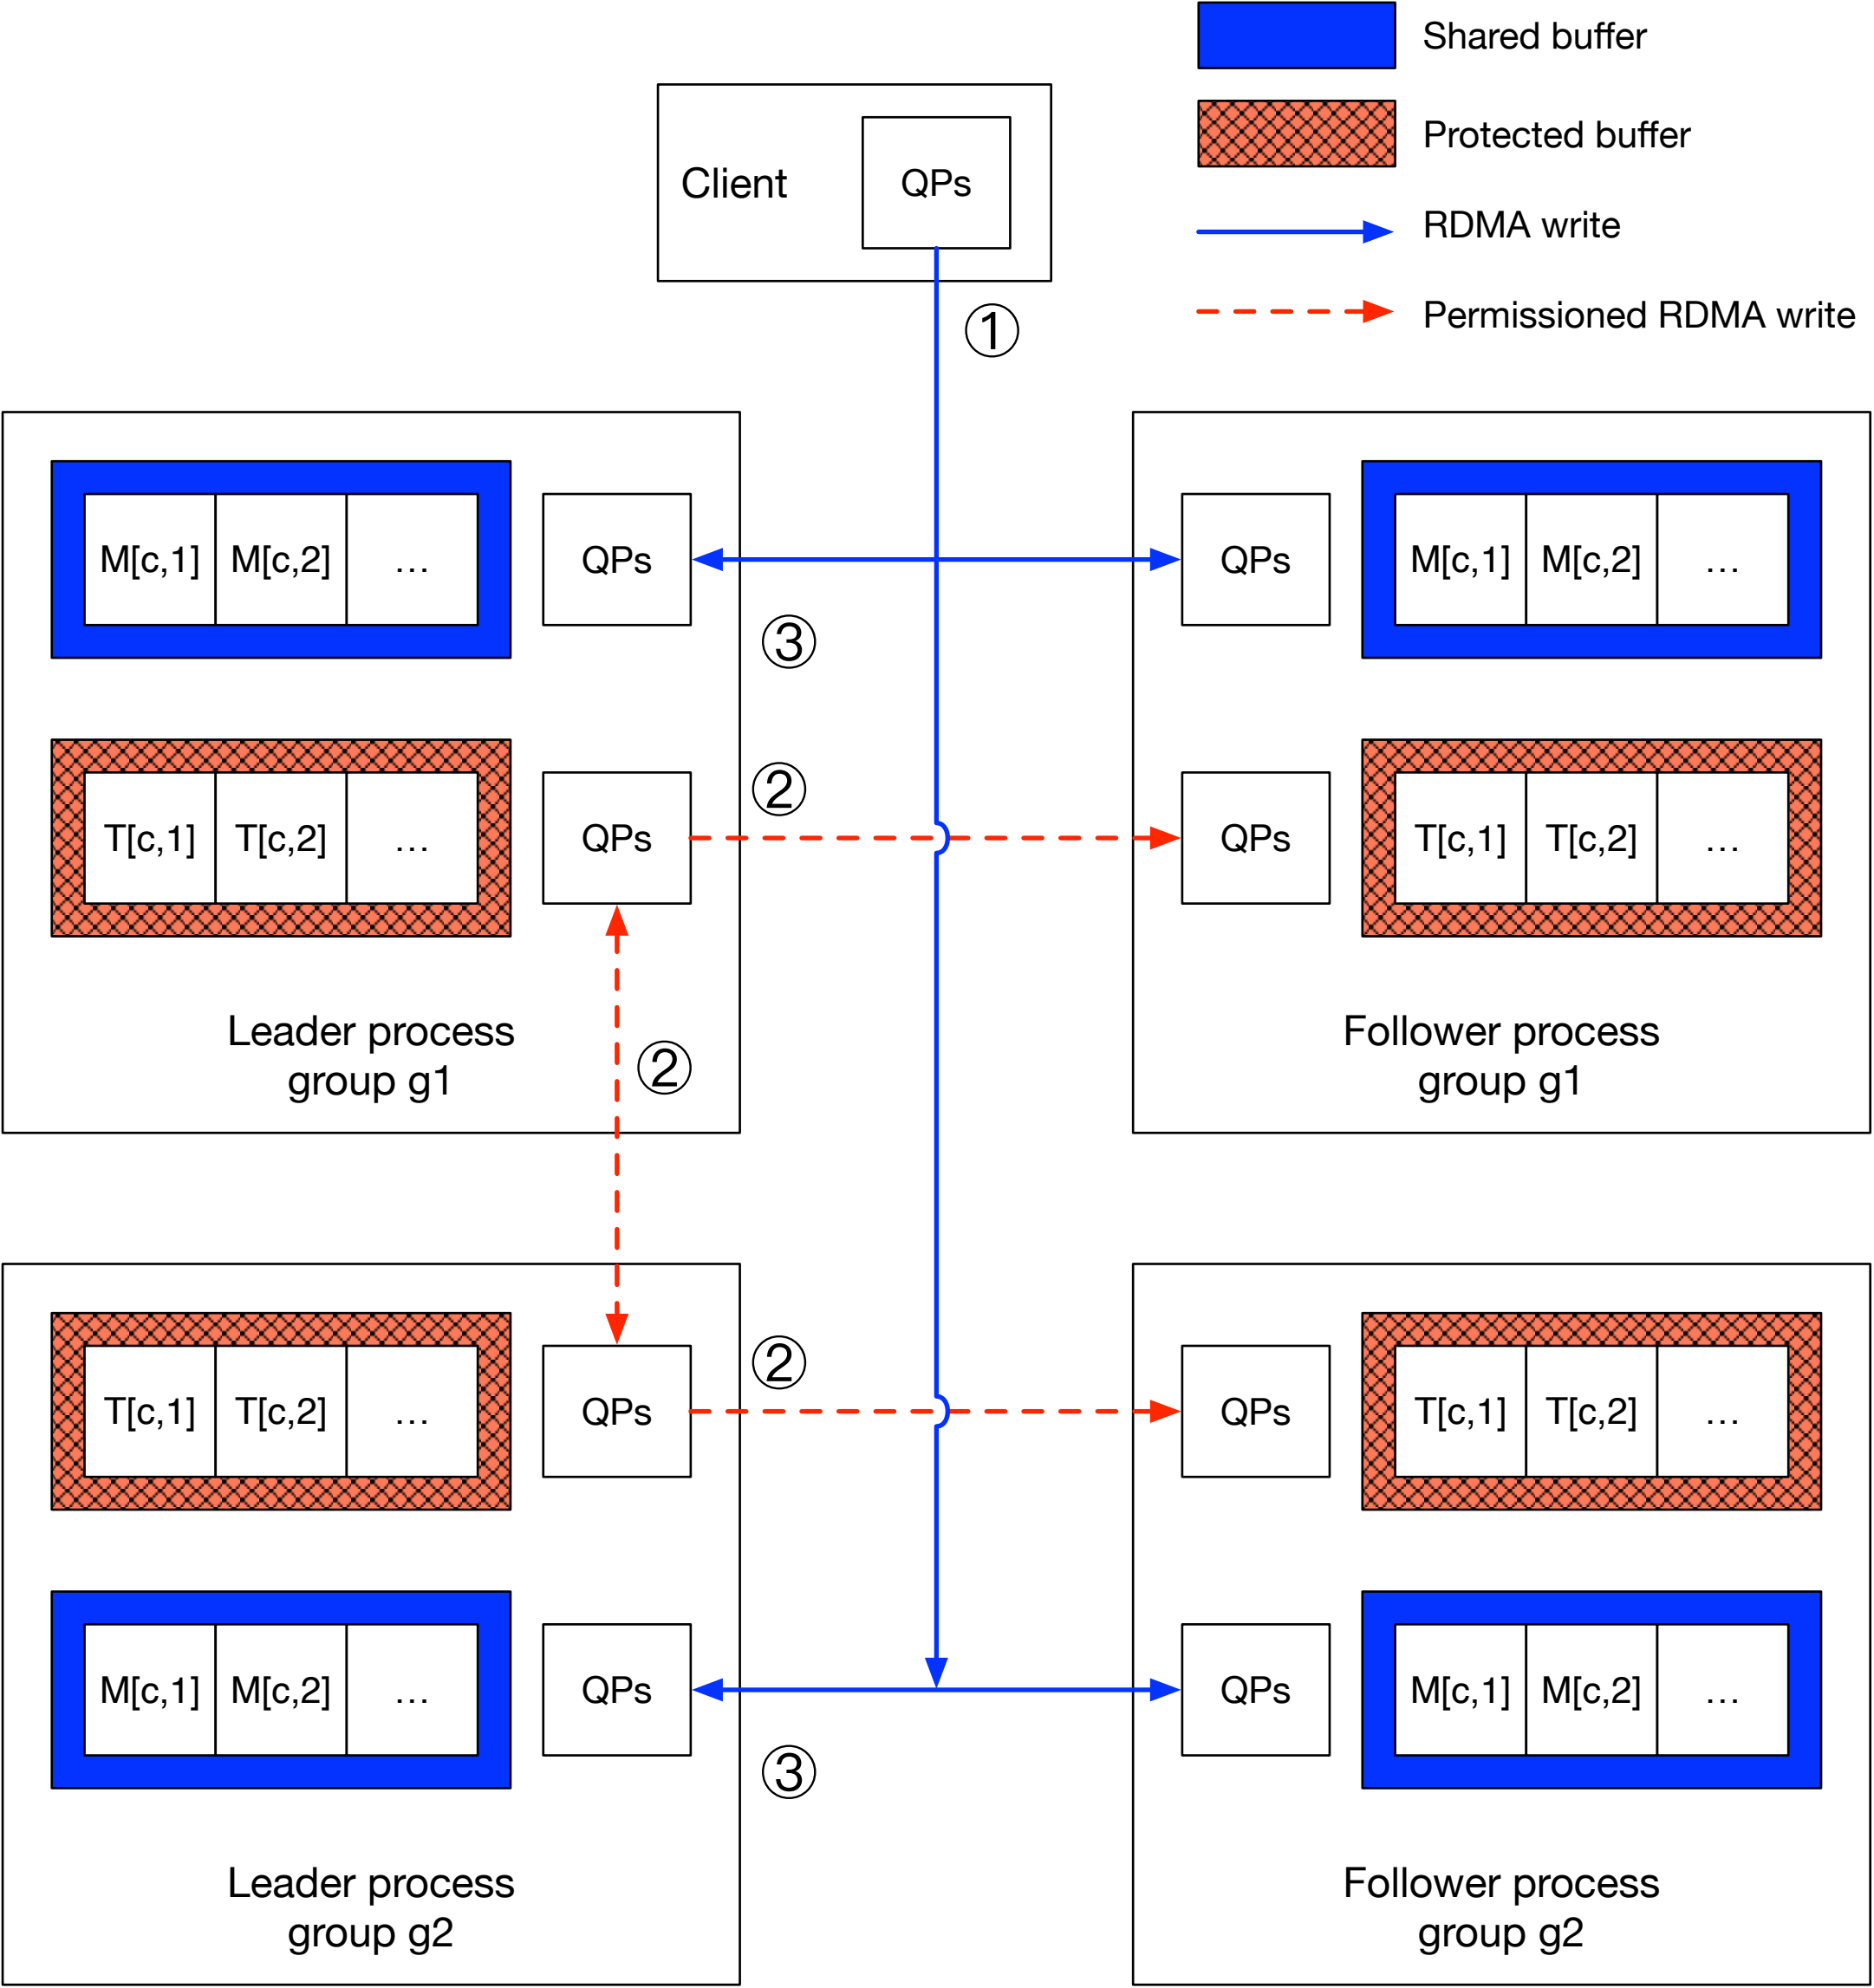 Shared buffer
Protected buffer
RDMA write
Permissioned RDMA write
Client
QPs
①
M[c,1] M[c,2] … QPs
QPs M[c,1] M[c,2] …
③
②
T[c,1] T[c,2] … QPs
QPs T[c,1] T[c,2] …
Leader process
group g1
Follower process
group g1
②
②
T[c,1] T[c,2] … QPs
QPs T[c,1] T[c,2] …
M[c,1] M[c,2] … QPs
QPs M[c,1] M[c,2] …
③
Leader process
group g2
Follower process
group g2